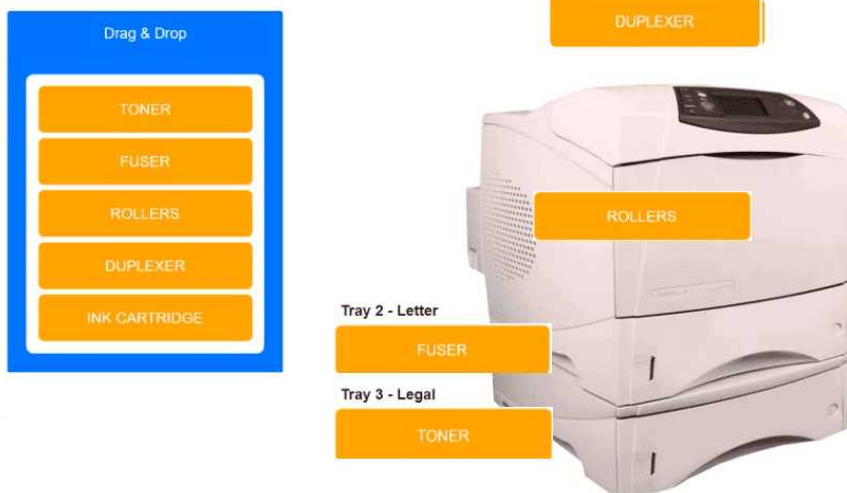 Drag & Drop
TONER
FUSER
ROLLERS
DUPLEXER
INK CARTRIDGE
DUPLEXER
ROLLERS
Tray 2 - Letter
FUSER
Tray 3 - Legal
TONER